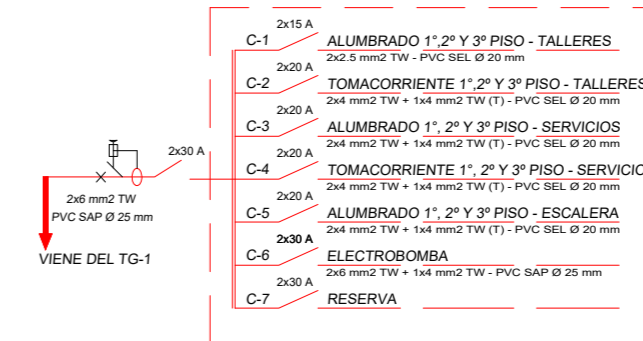 2x15 A
C-1 ALUMBRADO 1°,2º Y 3º PISO - TALLERES
2x2.5 mm2 TW - PVC SEL Ø 20 mm
2x20 A
C-2 TOMACORRIENTE 1°,2º Y 3º PISO - TALLERES
2x4 mm2 TW + 1x4 mm2 TW (T) - PVC SEL Ø 20 mm
2x20 A
C-3 ALUMBRADO 1°, 2º Y 3º PISO - SERVICIOS
2x4 mm2 TW + 1x4 mm2 TW (T) - PVC SEL Ø 20 mm
2x30 A
2x20 A
C-4 TOMACORRIENTE 1°, 2º Y 3º PISO - SERVICIO
2x4 mm2 TW + 1x4 mm2 TW (T) - PVC SEL Ø 20 mm
2x6 mm2 TW
PVC SAP Ø 25 mm
2x20 A
C-5 ALUMBRADO 1°, 2º Y 3º PISO - ESCALERA
2x4 mm2 TW + 1x4 mm2 TW (T) - PVC SEL Ø 20 mm
VIENE DEL TG-1
2x30 A
C-6 ELECTROBOMBA
2x6 mm2 TW + 1x4 mm2 TW - PVC SAP Ø 25 mm
2x30 A
C-7 RESERVA